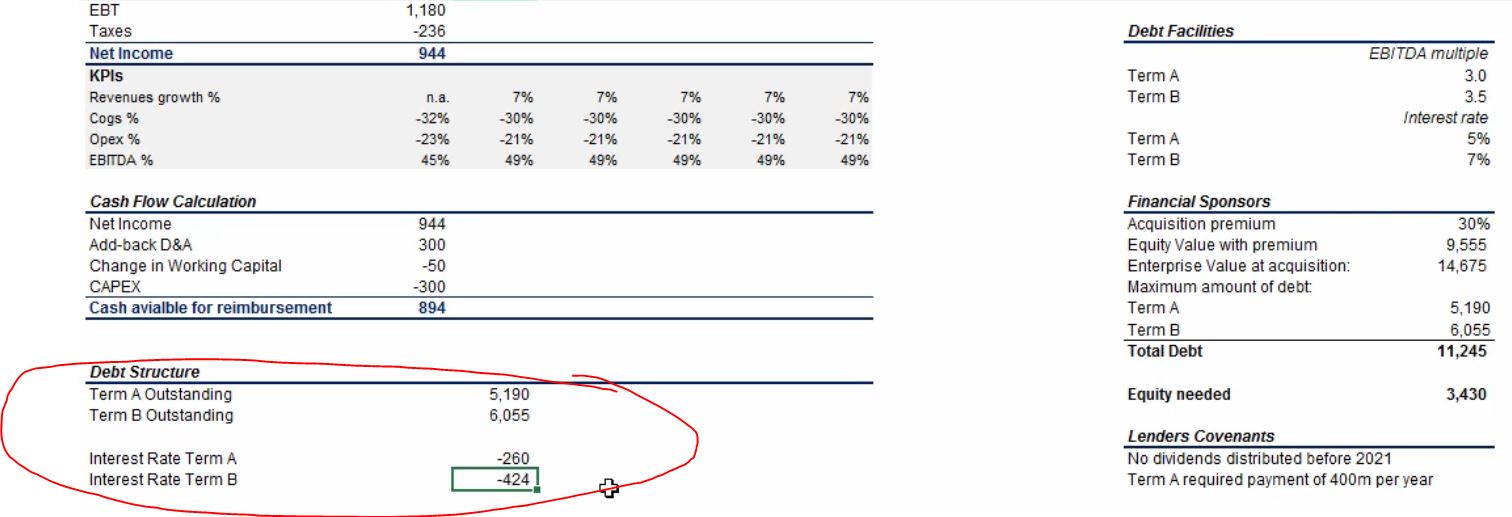 EBT 1,180
Taxes -236
Net Income 944
KPIs
Revenues growth % n.a. 7% 7% 7% 7% 7%
Cogs % -32% -30% -30% -30% -30% -30%
Opex % -23% -21% -21% -21% -21% -21%
EBITDA % 45% 49% 49% 49% 49% 49%
Cash Flow Calculation
Net Income 944
Add-back D&A 300
Change in Working Capital -50
CAPEX -300
Cash avialble for reimbursement 894
Debt Structure
Term A Outstanding 5,190
Term B Outstanding 6,055
Interest Rate Term A -260
Interest Rate Term B -424
Debt Facilities
EBITDA multiple
Term A 3.0
Term B 3.5
Interest rate
Term A 5%
Term B 7%
Financial Sponsors
Acquisition premium 30%
Equity Value with premium 9,555
Enterprise Value at acquisition: 14,675
Maximum amount of debt:
Term A 5,190
Term B 6,055
Total Debt 11,245
Equity needed 3,430
Lenders Covenants
No dividends distributed before 2021
Term A required payment of 400m per year